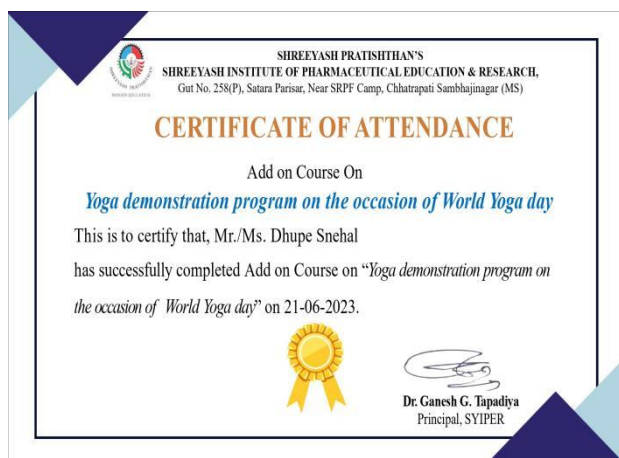 SHREEYASH PRATISHTHAN'S
SHREEYASH INSTITUTE OF PHARMACEUTICAL EDUCATION & RESEARCH,
Gut No. 258(P), Satara Parisar, Near SRPF Camp, Chhatrapati Sambhajinagar (MS)
CERTIFICATE OF ATTENDANCE
Add on Course On
Yoga demonstration program on the occasion of World Yoga day
This is to certify that, Mr./Ms. Dhupe Snehal
has successfully completed Add on Course on “Yoga demonstration program on
the occasion of World Yoga day” on 21-06-2023.
Dr. Ganesh G. Tapadiya
Principal, SYIPER